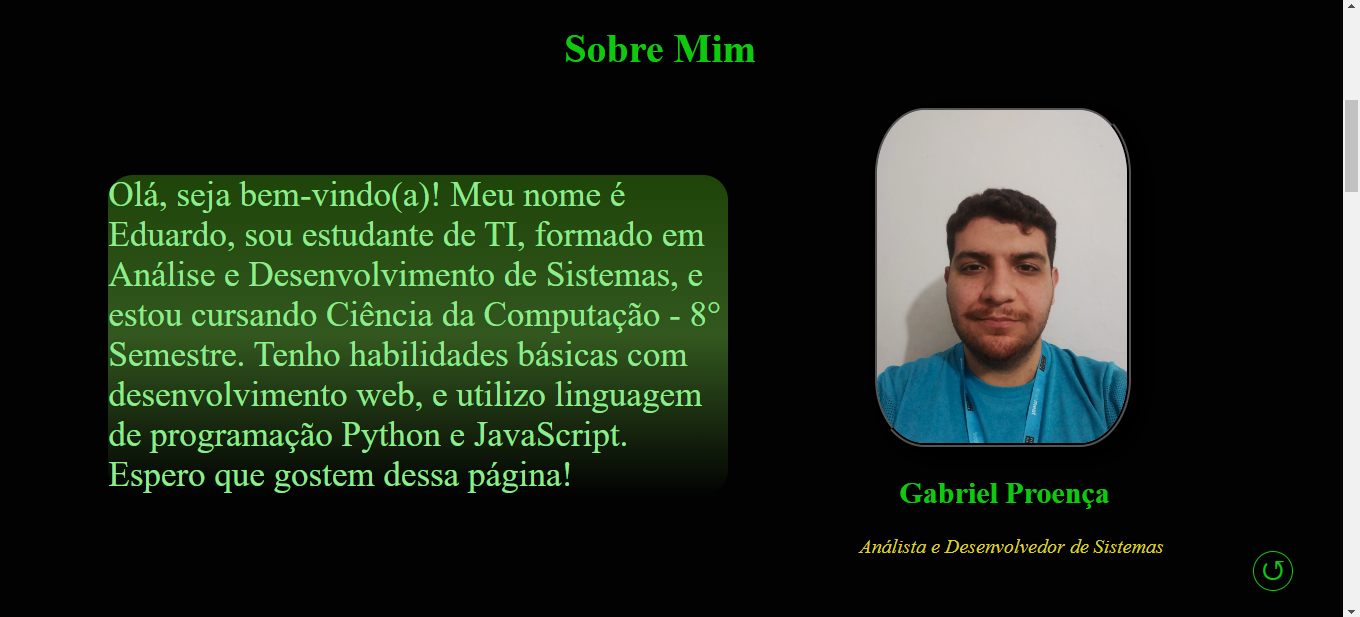 Sobre Mim
Olá, seja bem-vindo(a)! Meu nome é
Eduardo, sou estudante de TI, formado em
Análise e Desenvolvimento de Sistemas, e
estou cursando Ciência da Computação - 8°
Semestre. Tenho habilidades básicas com
desenvolvimento web, e utilizo linguagem
de programação Python e JavaScript.
Espero que gostem dessa página!
Gabriel Proença
Análista e Desenvolvedor de Sistemas